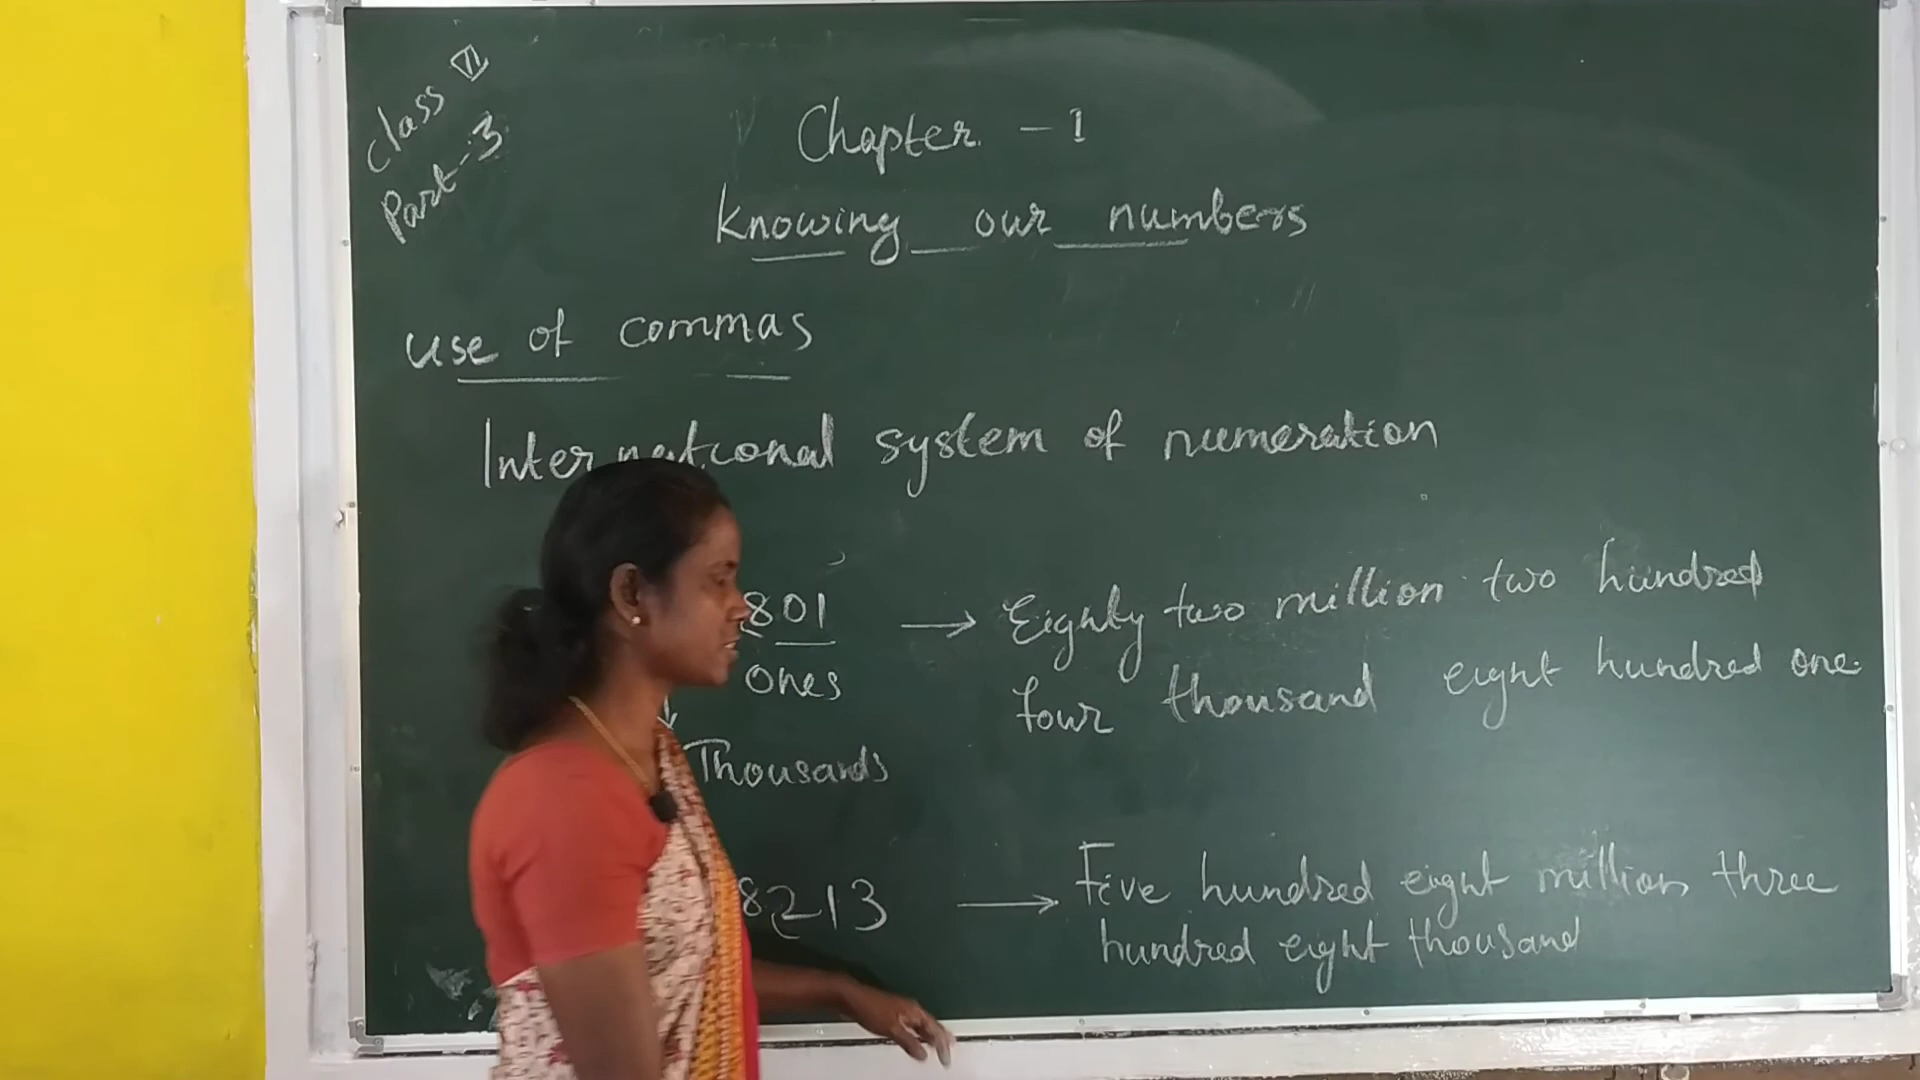 Class VI
Part-3
Chapter - 1
Knowing our numbers
Use of commas
International system of numeration
801 → Eighty two million two hundred
four thousand eight hundred one.
Ones
Thousands
8213 → Five hundred eight million three
hundred eight thousand